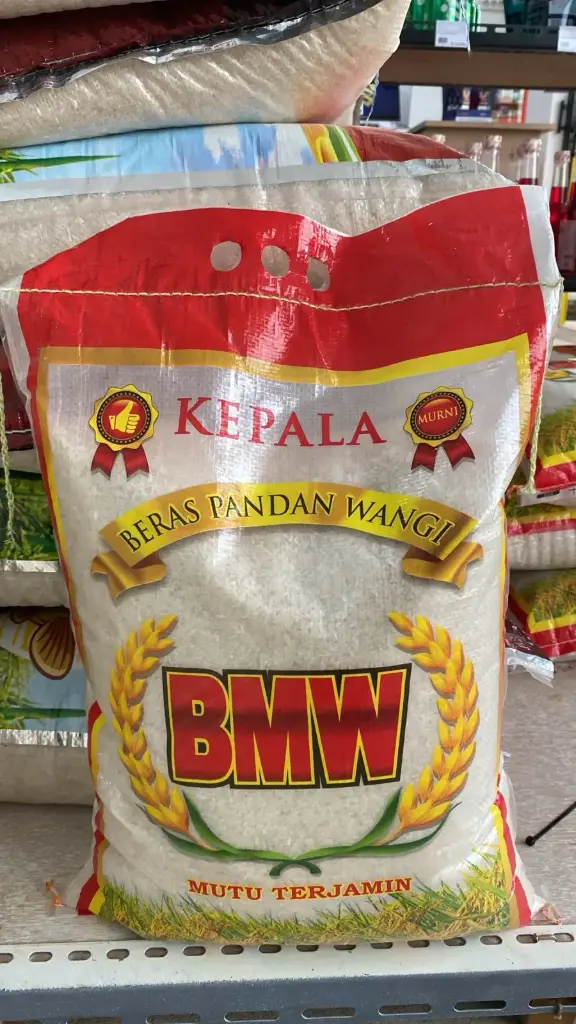 KEPALA
MURNI
BERAS PANDAN WANGI
BMW
MUTU TERJAMIN